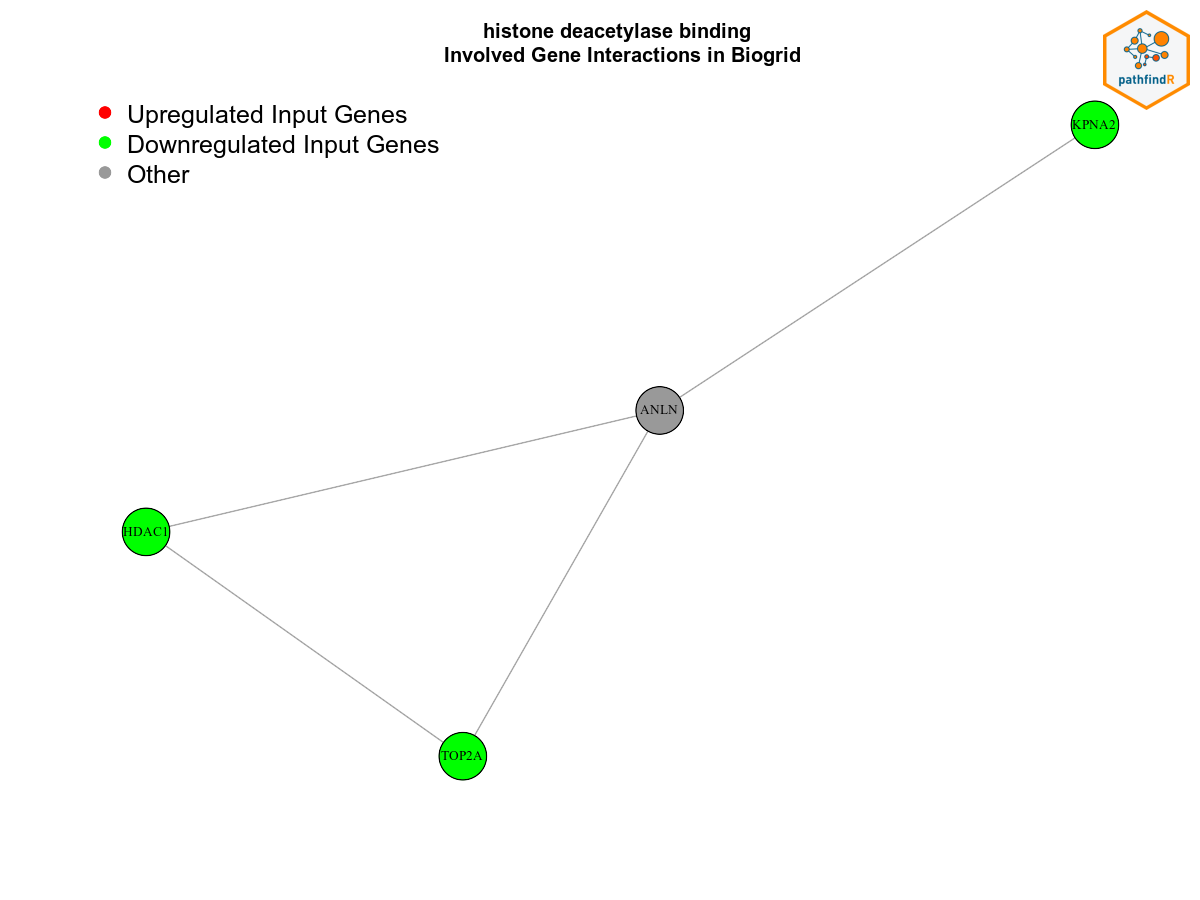 histone deacetylase binding
Involved Gene Interactions in Biogrid
pathfindR
Upregulated Input Genes
Downregulated Input Genes
Other
KPNA2
ANLN
HDAC1
TOP2A